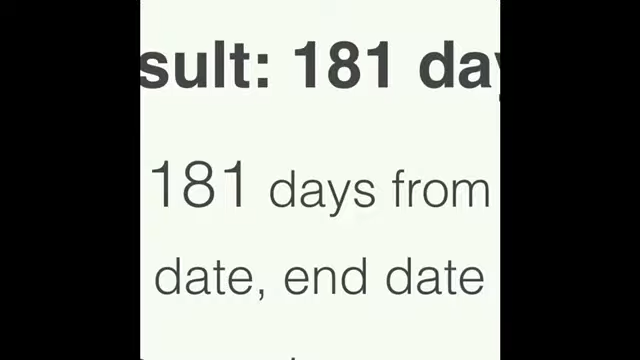 sult: 181 day
181 days from
date, end date